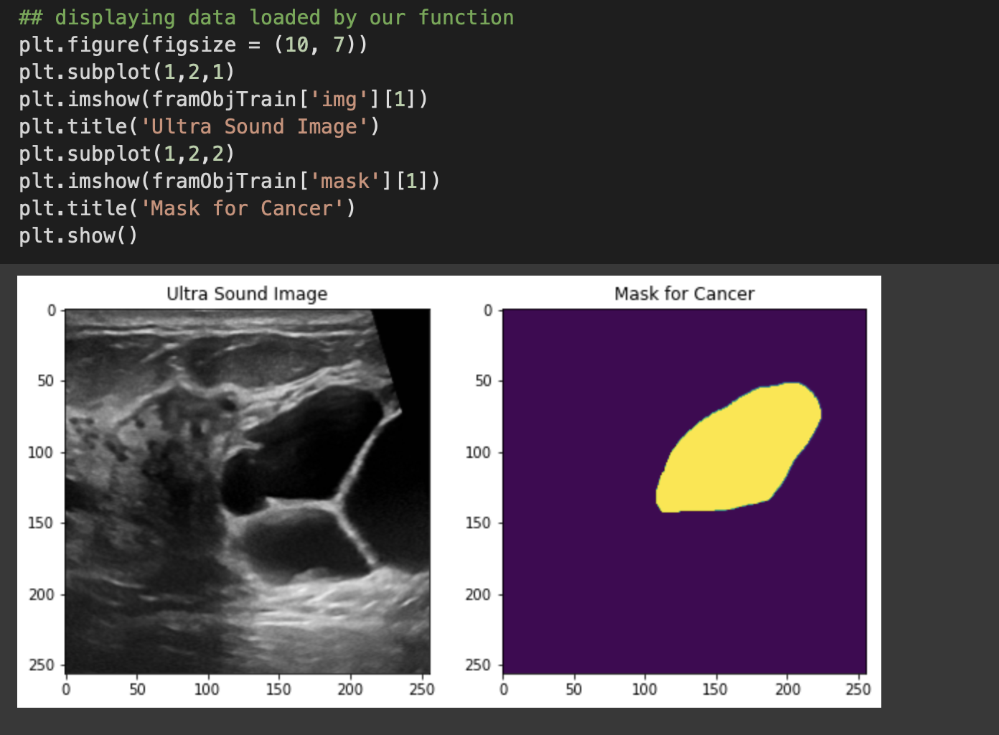 ## displaying data loaded by our function
plt.figure(figsize = (10, 7))
plt.subplot(1,2,1)
plt.imshow(framObjTrain['img'][1])
plt.title('Ultra Sound Image')
plt.subplot(1,2,2)
plt.imshow(framObjTrain['mask'][1])
plt.title('Mask for Cancer')
plt.show()
Ultra Sound Image
0
50
100
150
200
250
0 50 100 150 200 250
Mask for Cancer
0
50
100
150
200
250
0 50 100 150 200 250